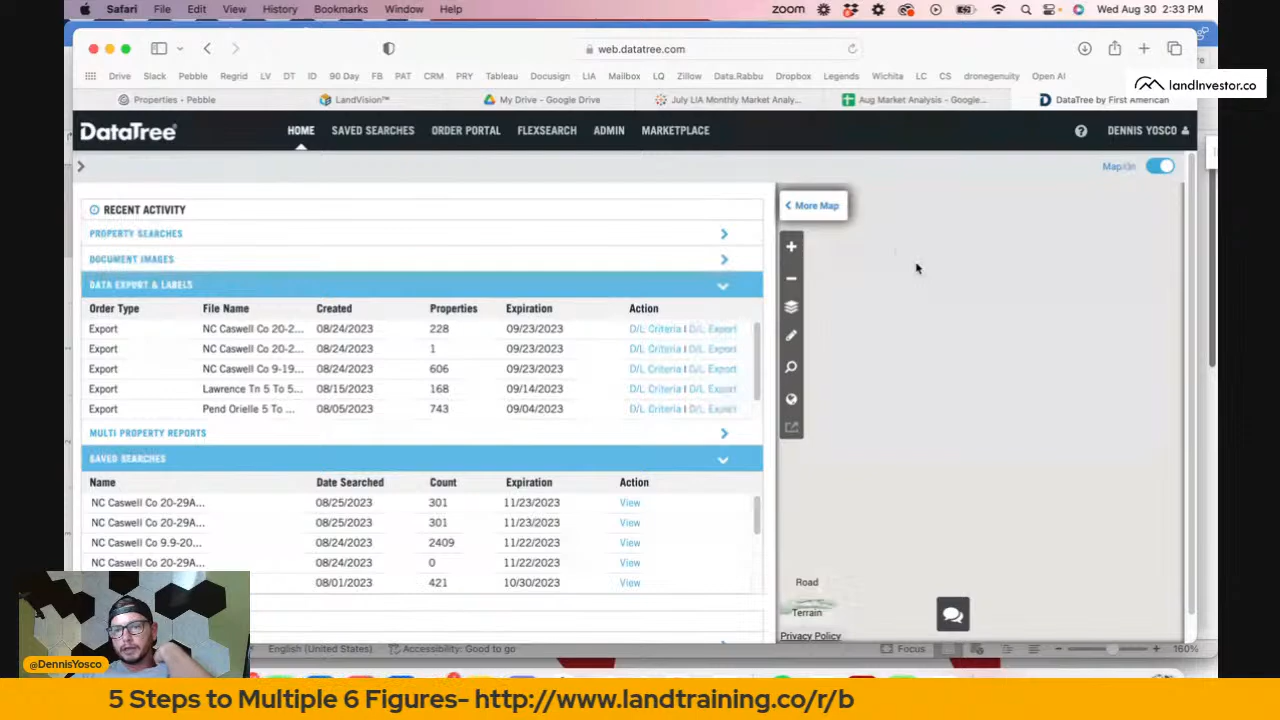 Safari File Edit View History Bookmarks Window Help zoom Wed Aug 30 2:33 PM
web.datatree.com
Drive Slack Pebble Regrid LV DT ID 90 Day FB PAT CRM PRY Tableau Docusign LIA Mailbox LQ Zillow Data.Rabbu Dropbox Legends Wichita LC CS dronegenuity Open AI
landInvestor.co
Properties - Pebble LandVision™ My Drive - Google Drive July LIA Monthly Market Analy... Aug Market Analysis - Google... DataTree by First American
DataTree HOME SAVED SEARCHES ORDER PORTAL FLEXSEARCH ADMIN MARKETPLACE DENNIS YOSCO
Map On
RECENT ACTIVITY
More Map
PROPERTY SEARCHES
DOCUMENT IMAGES
DATA EXPORT & LABELS
Order Type File Name Created Properties Expiration Action
Export NC Caswell Co 20-2... 08/24/2023 228 09/23/2023 D/L Criteria I D/L Export
Export NC Caswell Co 20-2... 08/24/2023 1 09/23/2023 D/L Criteria I D/L Export
Export NC Caswell Co 9-19... 08/24/2023 606 09/23/2023 D/L Criteria I D/L Export
Export Lawrence Tn 5 To 5... 08/15/2023 168 09/14/2023 D/L Criteria I D/L Export
Export Pend Orielle 5 To ... 08/05/2023 743 09/04/2023 D/L Criteria I D/L Export
MULTI PROPERTY REPORTS
SAVED SEARCHES
Name Date Searched Count Expiration Action
NC Caswell Co 20-29A... 08/25/2023 301 11/23/2023 View
NC Caswell Co 20-29A... 08/25/2023 301 11/23/2023 View
NC Caswell Co 9.9-20... 08/24/2023 2409 11/22/2023 View
NC Caswell Co 20-29A... 08/24/2023 0 11/22/2023 View
08/01/2023 421 10/30/2023 View
Road
Terrain
Privacy Policy
English (United States) Accessibility: Good to go Focus 160%
@DennisYosco
5 Steps to Multiple 6 Figures- http://www.landtraining.co/r/b